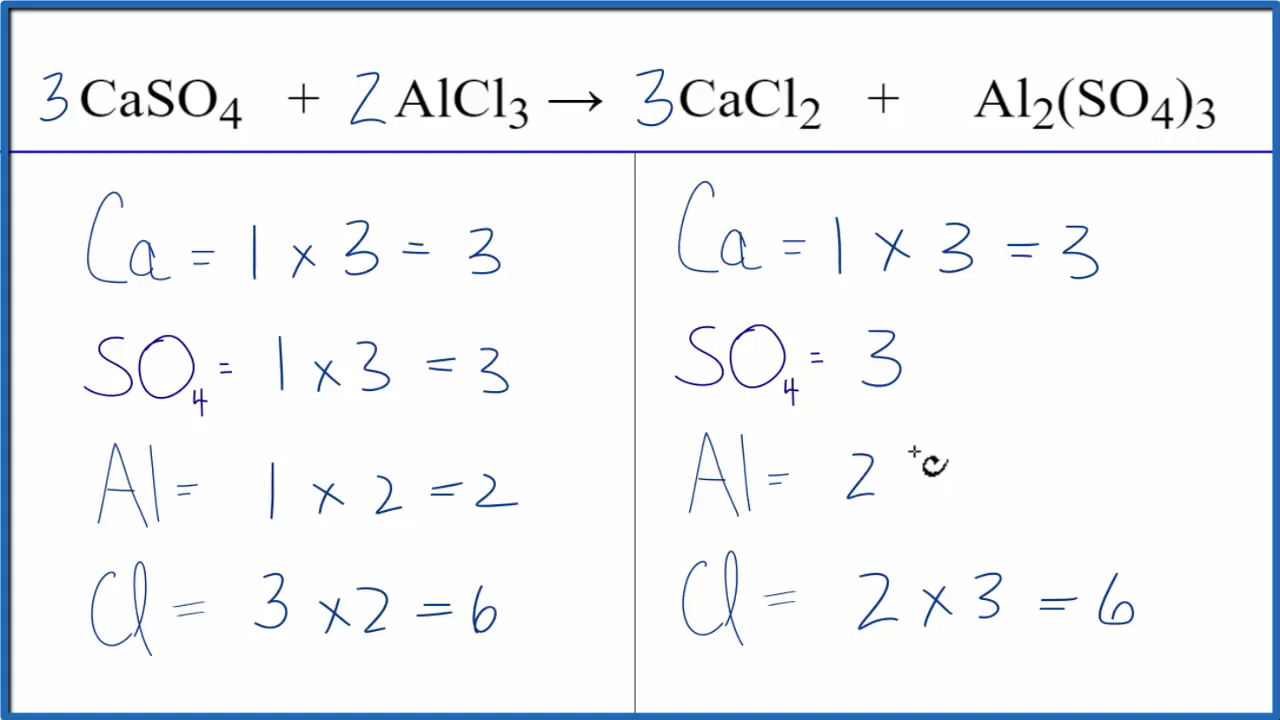 3CaSO4 + 2AlCl3 → 3CaCl2 + Al2(SO4)3
Ca = 1 x 3 = 3
SO4 = 1 x 3 = 3
Al = 1 x 2 = 2
Cl = 3 x 2 = 6
Ca = 1 x 3 = 3
SO4 = 3
Al = 2
Cl = 2 x 3 = 6